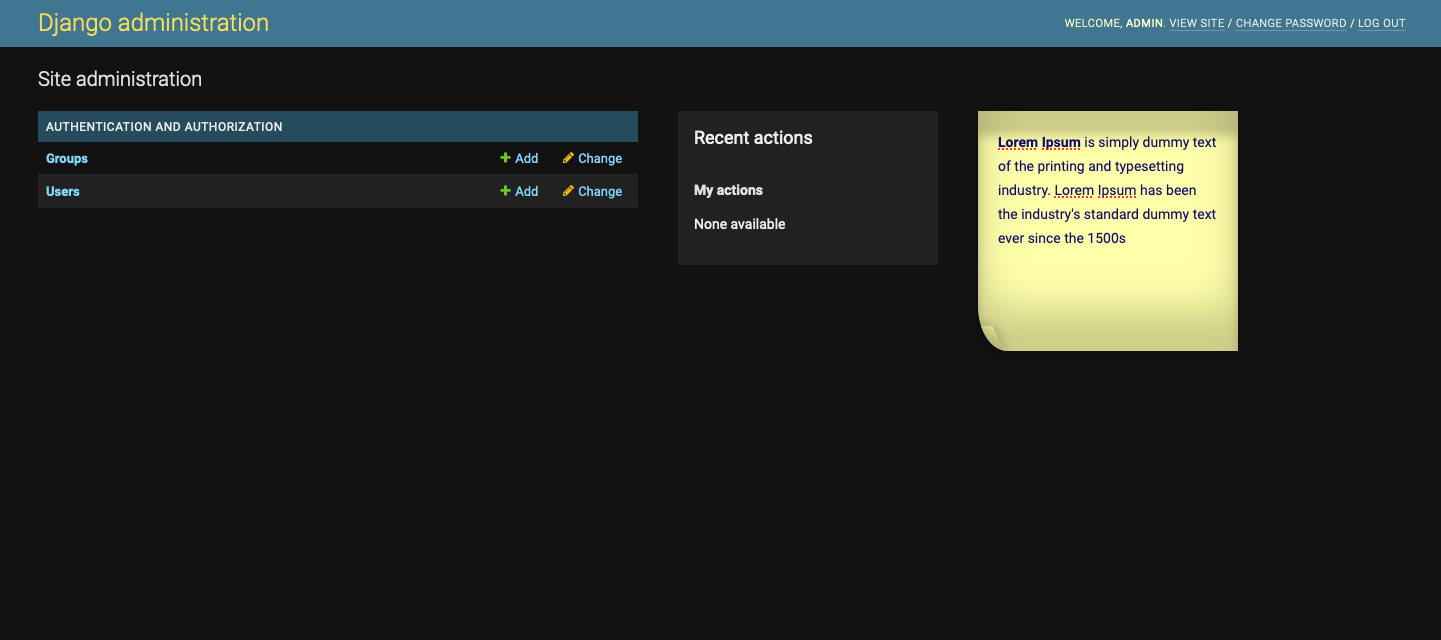 Django administration
WELCOME, ADMIN. VIEW SITE / CHANGE PASSWORD / LOG OUT
Site administration
AUTHENTICATION AND AUTHORIZATION
Groups Add Change
Users Add Change
Recent actions
My actions
None available
Lorem Ipsum is simply dummy text
of the printing and typesetting
industry. Lorem Ipsum has been
the industry's standard dummy text
ever since the 1500s